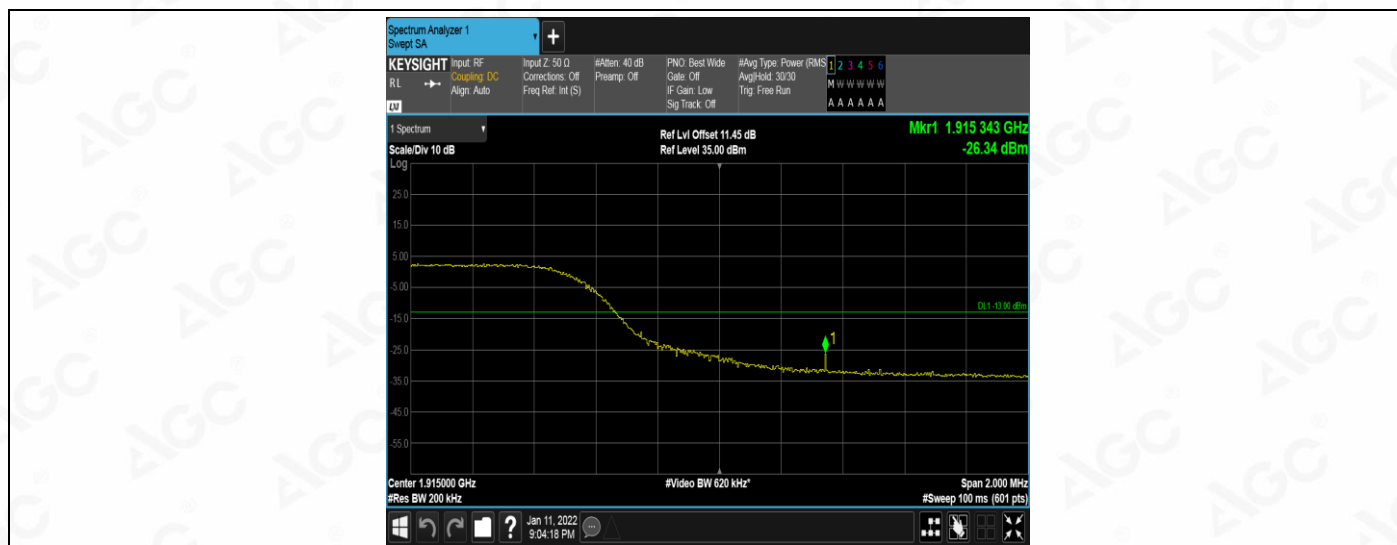 Spectrum Analyzer 1
Swept SA
KEYSIGHT
RL
LXI
Input: RF
Coupling: DC
Align: Auto
Input Z: 50 Ω
Corrections: Off
Freq Ref: Int (S)
#Atten: 40 dB
Preamp: Off
PNO: Best Wide
Gate: Off
IF Gain: Low
Sig Track: Off
#Avg Type: Power (RMS
Avg|Hold: 30/30
Trig: Free Run
1 2 3 4 5 6
M W W W W W
A A A A A A
1 Spectrum
Scale/Div 10 dB
Log
Ref Lvl Offset 11.45 dB
Ref Level 35.00 dBm
Mkr1 1.915 343 GHz
-26.34 dBm
25.0
15.0
5.00
-5.00
DL1 -13.00 dBm
-15.0
1
-25.0
-35.0
-45.0
-55.0
Center 1.915000 GHz
#Video BW 620 kHz*
Span 2.000 MHz
#Res BW 200 kHz
#Sweep 100 ms (601 pts)
?
Jan 11, 2022
9:04:18 PM
AGC